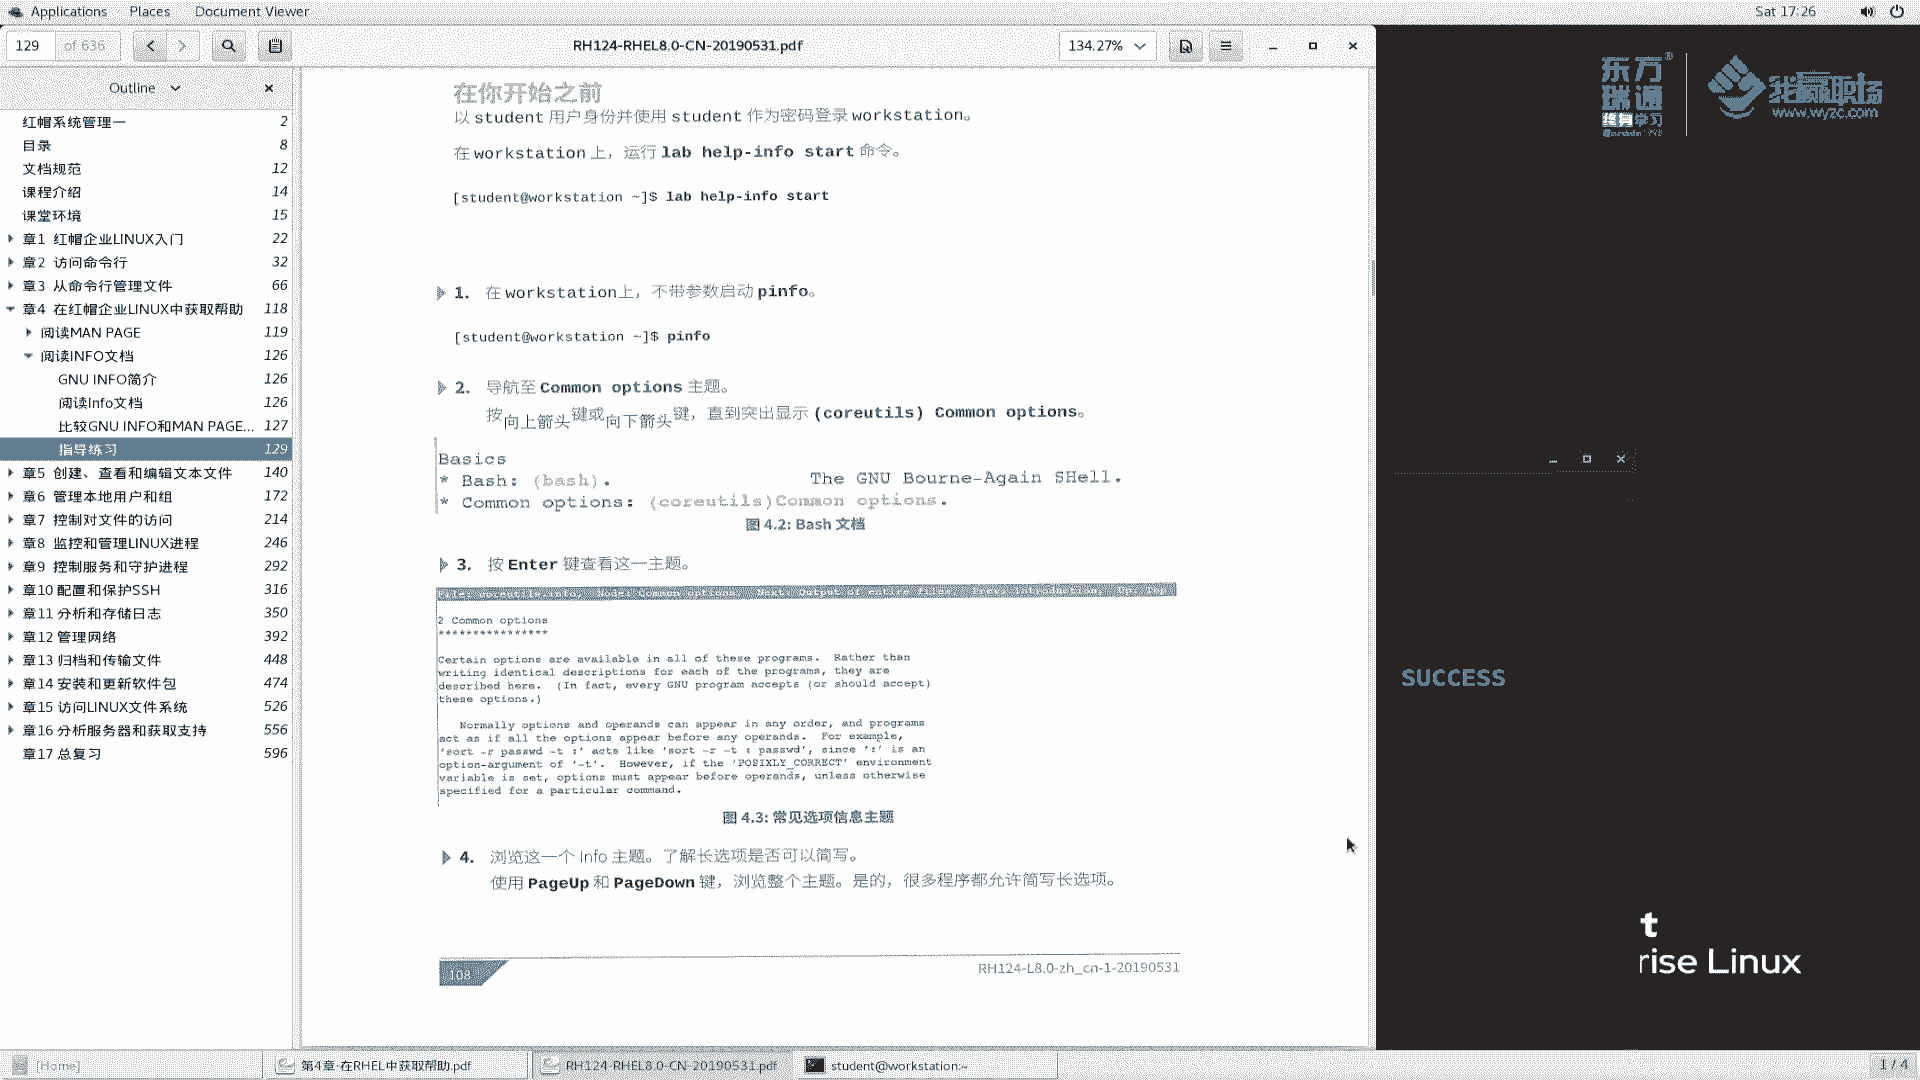 Applications Places Document Viewer Sat 17:26
129 of 636 RH124-RHEL8.0-CN-20190531.pdf 134.27%
Outline
红帽系统管理一 2
目录 8
文档规范 12
课程介绍 14
课堂环境 15
章1 红帽企业LINUX入门 22
章2 访问命令行 32
章3 从命令行管理文件 66
章4 在红帽企业LINUX中获取帮助 118
阅读MAN PAGE 119
阅读INFO文档 126
GNU INFO简介 126
阅读Info文档 126
比较GNU INFO和MAN PAGE... 127
指导练习 129
章5 创建、查看和编辑文本文件 140
章6 管理本地用户和组 172
章7 控制对文件的访问 214
章8 监控和管理LINUX进程 246
章9 控制服务和守护进程 292
章10 配置和保护SSH 316
章11 分析和存储日志 350
章12 管理网络 392
章13 归档和传输文件 448
章14 安装和更新软件包 474
章15 访问LINUX文件系统 526
章16 分析服务器和获取支持 556
章17 总复习 596
在你开始之前
以 student 用户身份并使用 student 作为密码登录 workstation。
在 workstation 上，运行 lab help-info start 命令。
[student@workstation ~]$ lab help-info start
1. 在 workstation上，不带参数启动 pinfo。
[student@workstation ~]$ pinfo
2. 导航至 Common options 主题。
按向上箭头键或向下箭头键，直到突出显示 (coreutils) Common options。
Basics
* Bash: (bash). The GNU Bourne-Again SHell.
* Common options: (coreutils)Common options.
图 4.2: Bash 文档
3. 按 Enter 键查看这一主题。
File: coreutils.info, Node: Common options, Next: Output of entire files, Prev: Introduction, Up: Top
2 Common options
****************
Certain options are available in all of these programs. Rather than
writing identical descriptions for each of the programs, they are
described here. (In fact, every GNU program accepts (or should accept)
these options.)
Normally options and operands can appear in any order, and programs
act as if all the options appear before any operands. For example,
'sort -r passwd -t :' acts like 'sort -r -t : passwd', since ':' is an
option-argument of '-t'. However, if the 'POSIXLY_CORRECT' environment
variable is set, options must appear before operands, unless otherwise
specified for a particular command.
图 4.3: 常见选项信息主题
4. 浏览这一个 Info 主题。了解长选项是否可以简写。
使用 PageUp 和 PageDown 键，浏览整个主题。是的，很多程序都允许简写长选项。
108 RH124-L8.0-zh_cn-1-20190531
东方瑞通®
终身学习
我赢职场
www.wyzc.com
SUCCESS
t
rise Linux
[Home] 第4章-在RHEL中获取帮助.pdf RH124-RHEL8.0-CN-20190531.pdf student@workstation:~ 1 / 4